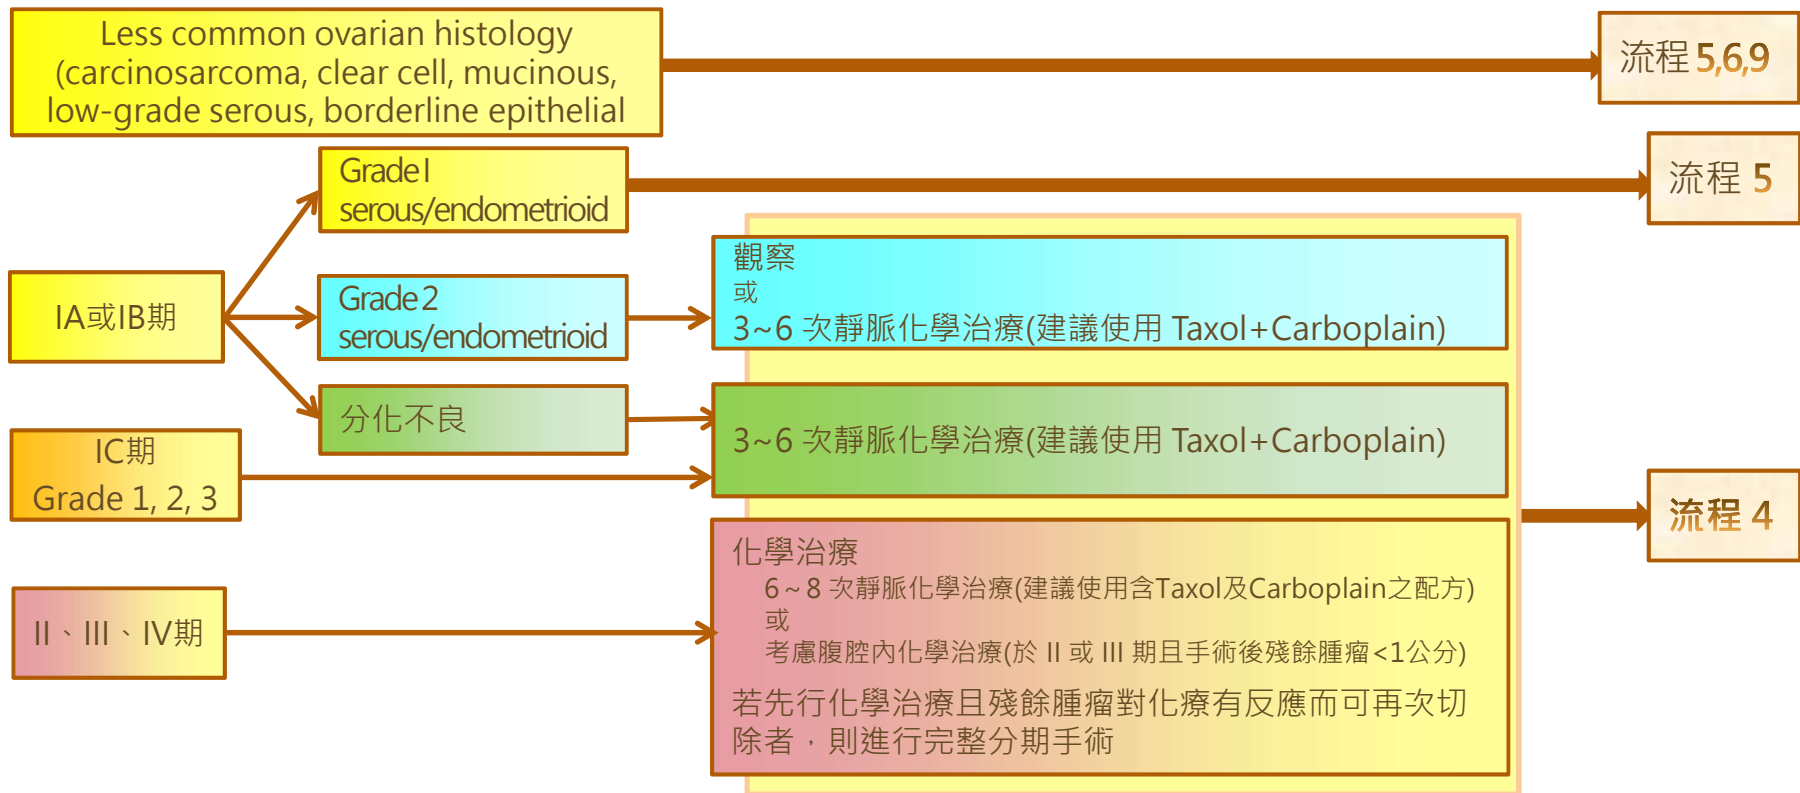 Less common ovarian histology
(carcinosarcoma, clear cell, mucinous,
low-grade serous, borderline epithelial
流程 5,6,9
Grade I
serous/endometrioid
流程 5
IA或IB期
Grade 2
serous/endometrioid
觀察
或
3~6 次靜脈化學治療(建議使用 Taxol+Carboplain)
分化不良
3~6 次靜脈化學治療(建議使用 Taxol+Carboplain)
IC期
Grade 1, 2, 3
流程 4
II、III、IV期
化學治療
6~8 次靜脈化學治療(建議使用含Taxol及Carboplain之配方)
或
考慮腹腔內化學治療(於 II 或 III 期且手術後殘餘腫瘤<1公分)
若先行化學治療且殘餘腫瘤對化療有反應而可再次切
除者，則進行完整分期手術